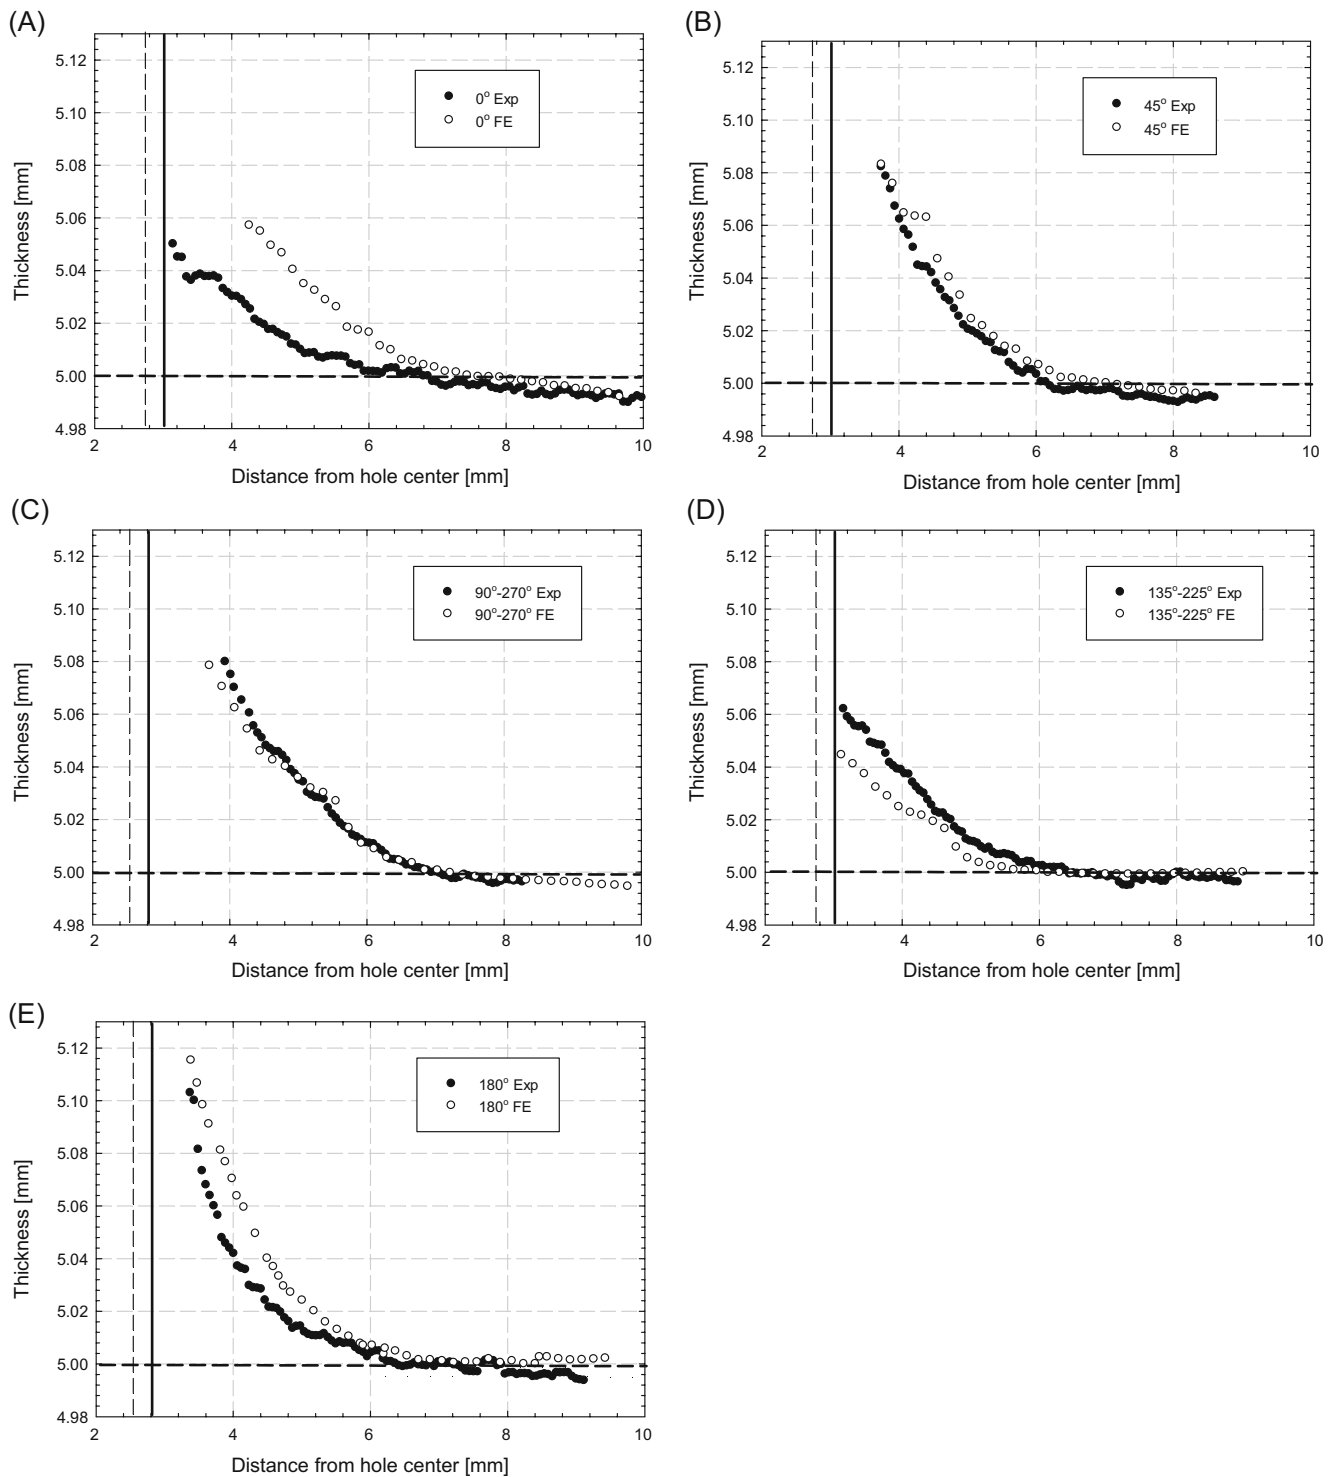 (A)
5.12
5.10
5.08
5.06
5.04
5.02
5.00
4.98
Thickness [mm]
0° Exp
0° FE
2 4 6 8 10
Distance from hole center [mm]
(B)
5.12
5.10
5.08
5.06
5.04
5.02
5.00
4.98
Thickness [mm]
45° Exp
45° FE
2 4 6 8 10
Distance from hole center [mm]
(C)
5.12
5.10
5.08
5.06
5.04
5.02
5.00
4.98
Thickness [mm]
90°-270° Exp
90°-270° FE
2 4 6 8 10
Distance from hole center [mm]
(D)
5.12
5.10
5.08
5.06
5.04
5.02
5.00
4.98
Thickness [mm]
135°-225° Exp
135°-225° FE
2 4 6 8 10
Distance from hole center [mm]
(E)
5.12
5.10
5.08
5.06
5.04
5.02
5.00
4.98
Thickness [mm]
180° Exp
180° FE
2 4 6 8 10
Distance from hole center [mm]